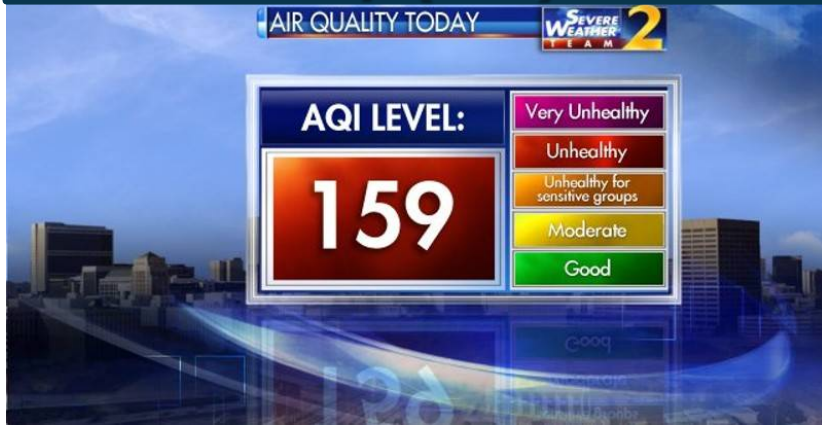 AIR QUALITY TODAY
SEVERE
WEATHER
TEAM 2
AQI LEVEL:
159
Very Unhealthy
Unhealthy
Unhealthy for
sensitive groups
Moderate
Good